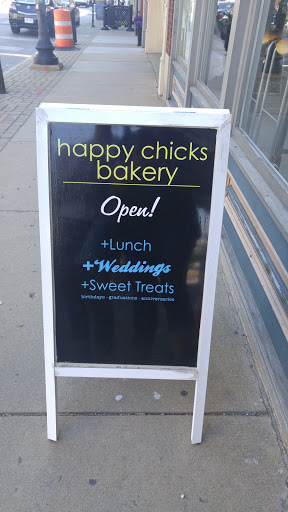 happy chicks
bakery
Open!
+Lunch
+Weddings
+Sweet Treats
birthdays · graduations · anniversaries